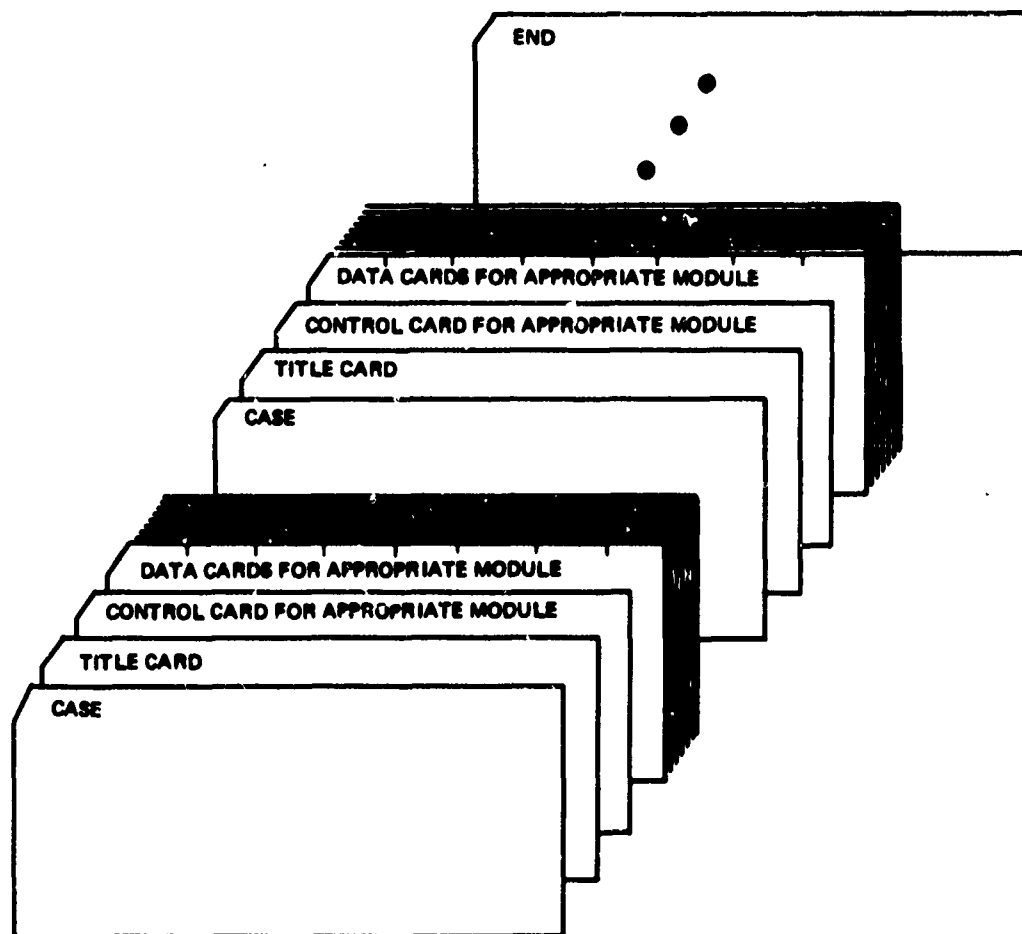 END
DATA CARDS FOR APPROPRIATE MODULE
CONTROL CARD FOR APPROPRIATE MODULE
TITLE CARD
CASE
DATA CARDS FOR APPROPRIATE MODULE
CONTROL CARD FOR APPROPRIATE MODULE
TITLE CARD
CASE